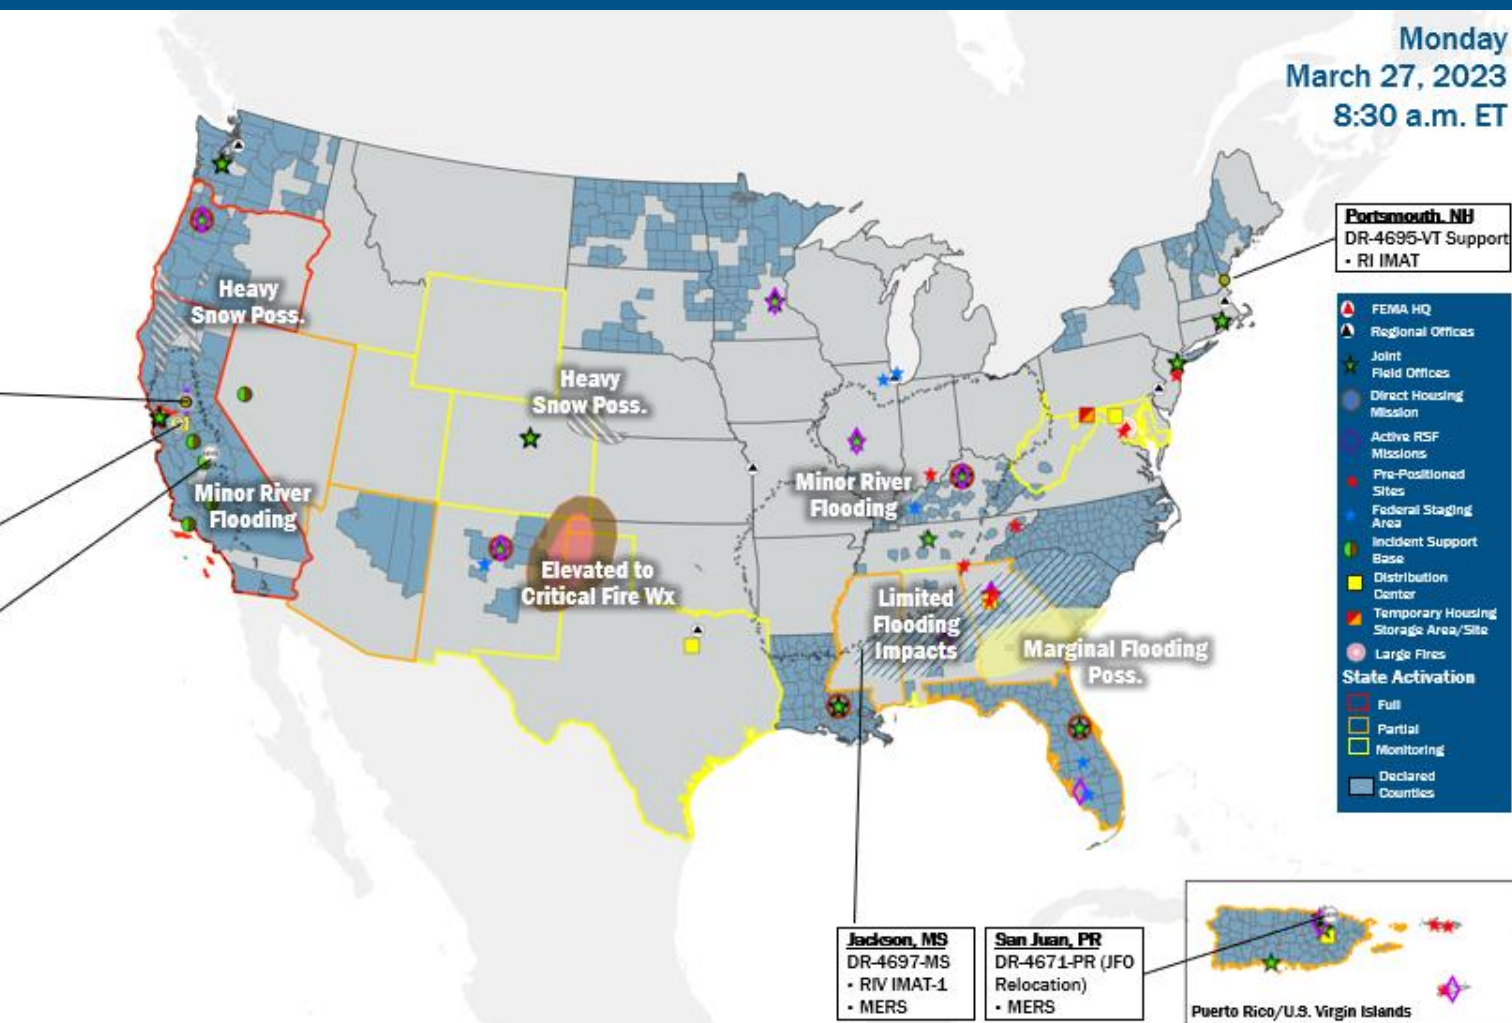 Monday
March 27, 2023
8:30 a.m. ET
Portsmouth, NH
DR-4695-VT Support
• RI IMAT
Heavy
Snow Poss.
Heavy
Snow Poss.
Minor River
Flooding
Minor River
Flooding
Elevated to
Critical Fire Wx
Limited
Flooding
Impacts
Marginal Flooding
Poss.
FEMA HQ
Regional Offices
Joint
Field Offices
Direct Housing
Mission
Active RSF
Missions
Pre-Positioned
Sites
Federal Staging
Area
Incident Support
Base
Distribution
Center
Temporary Housing
Storage Area/Site
Large Fires
State Activation
Full
Partial
Monitoring
Declared
Counties
Jackson, MS
DR-4697-MS
• RIV IMAT-1
• MERS
San Juan, PR
DR-4671-PR (JFO
Relocation)
• MERS
Puerto Rico/U.S. Virgin Islands